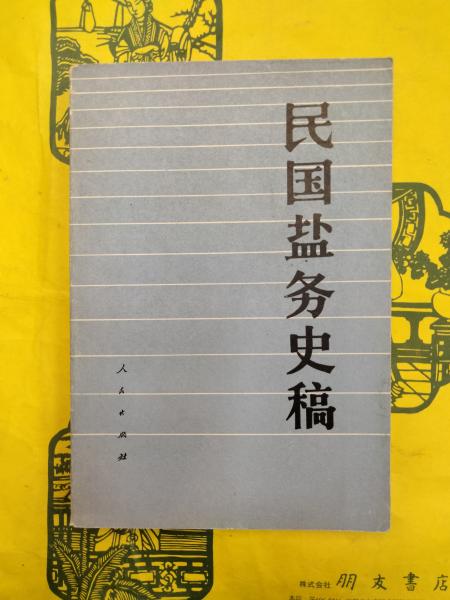 民国盐务史稿
人民出版社
株式会社 朋友書店